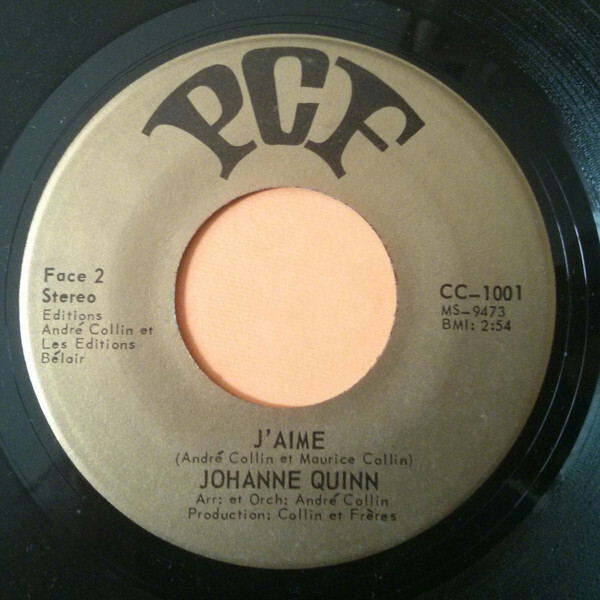 PCF
Face 2
Stereo
Editions
André Collin et
Les Editions
Bélair
CC-1001
MS-9473
BMI: 2:54
J'AIME
(André Collin et Maurice Collin)
JOHANNE QUINN
Arr: et Orch: André Collin
Production: Collin et Frères